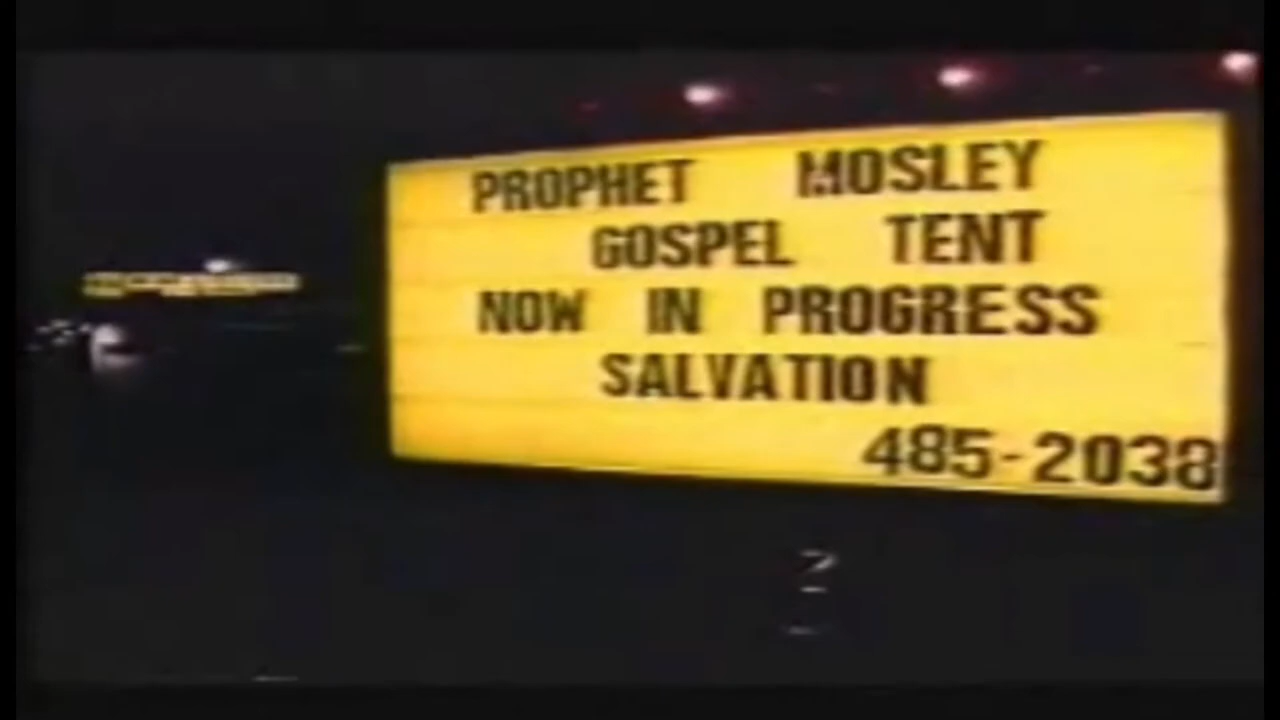 PROPHET MOSLEY
GOSPEL TENT
NOW IN PROGRESS
SALVATION
485-2038